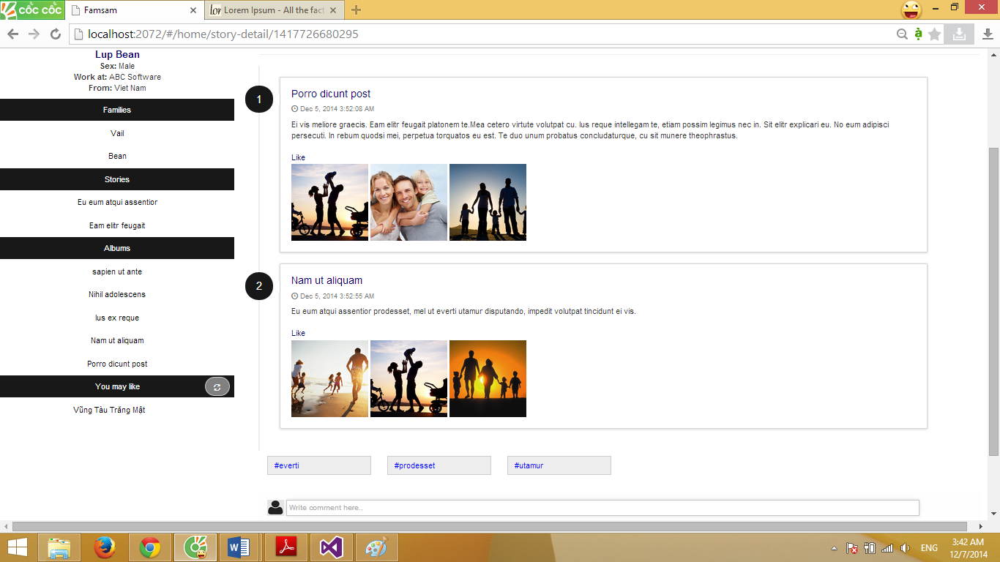 cốc cốc
Famsam
Lorem Ipsum - All the fact
localhost:2072/#/home/story-detail/1417726680295
Lup Bean
Sex: Male
Work at: ABC Software
From: Viet Nam
Families
Vail
Bean
Stories
Eu eum atqui assentior
Eam elitr feugait
Albums
sapien ut ante
Nihil adolescens
Ius ex reque
Nam ut aliquam
Porro dicunt post
You may like
Vũng Tàu Trăng Mật
1
Porro dicunt post
Dec 5, 2014 3:52:08 AM
Ei vis meliore graecis. Eam elitr feugait platonem te.Mea cetero virtute volutpat cu. Ius reque intellegam te, etiam possim legimus nec in. Sit elitr explicari eu. No eum adipisci
persecuti. In rebum quodsi mei, perpetua torquatos eu est. Te duo unum probatus concludaturque, cu sit munere theophrastus.
Like
2
Nam ut aliquam
Dec 5, 2014 3:52:55 AM
Eu eum atqui assentior prodesset, mel ut everti utamur disputando, impedit volutpat tincidunt ei vis.
Like
#everti
#prodesset
#utamur
Write comment here..
ENG
3:42 AM
12/7/2014